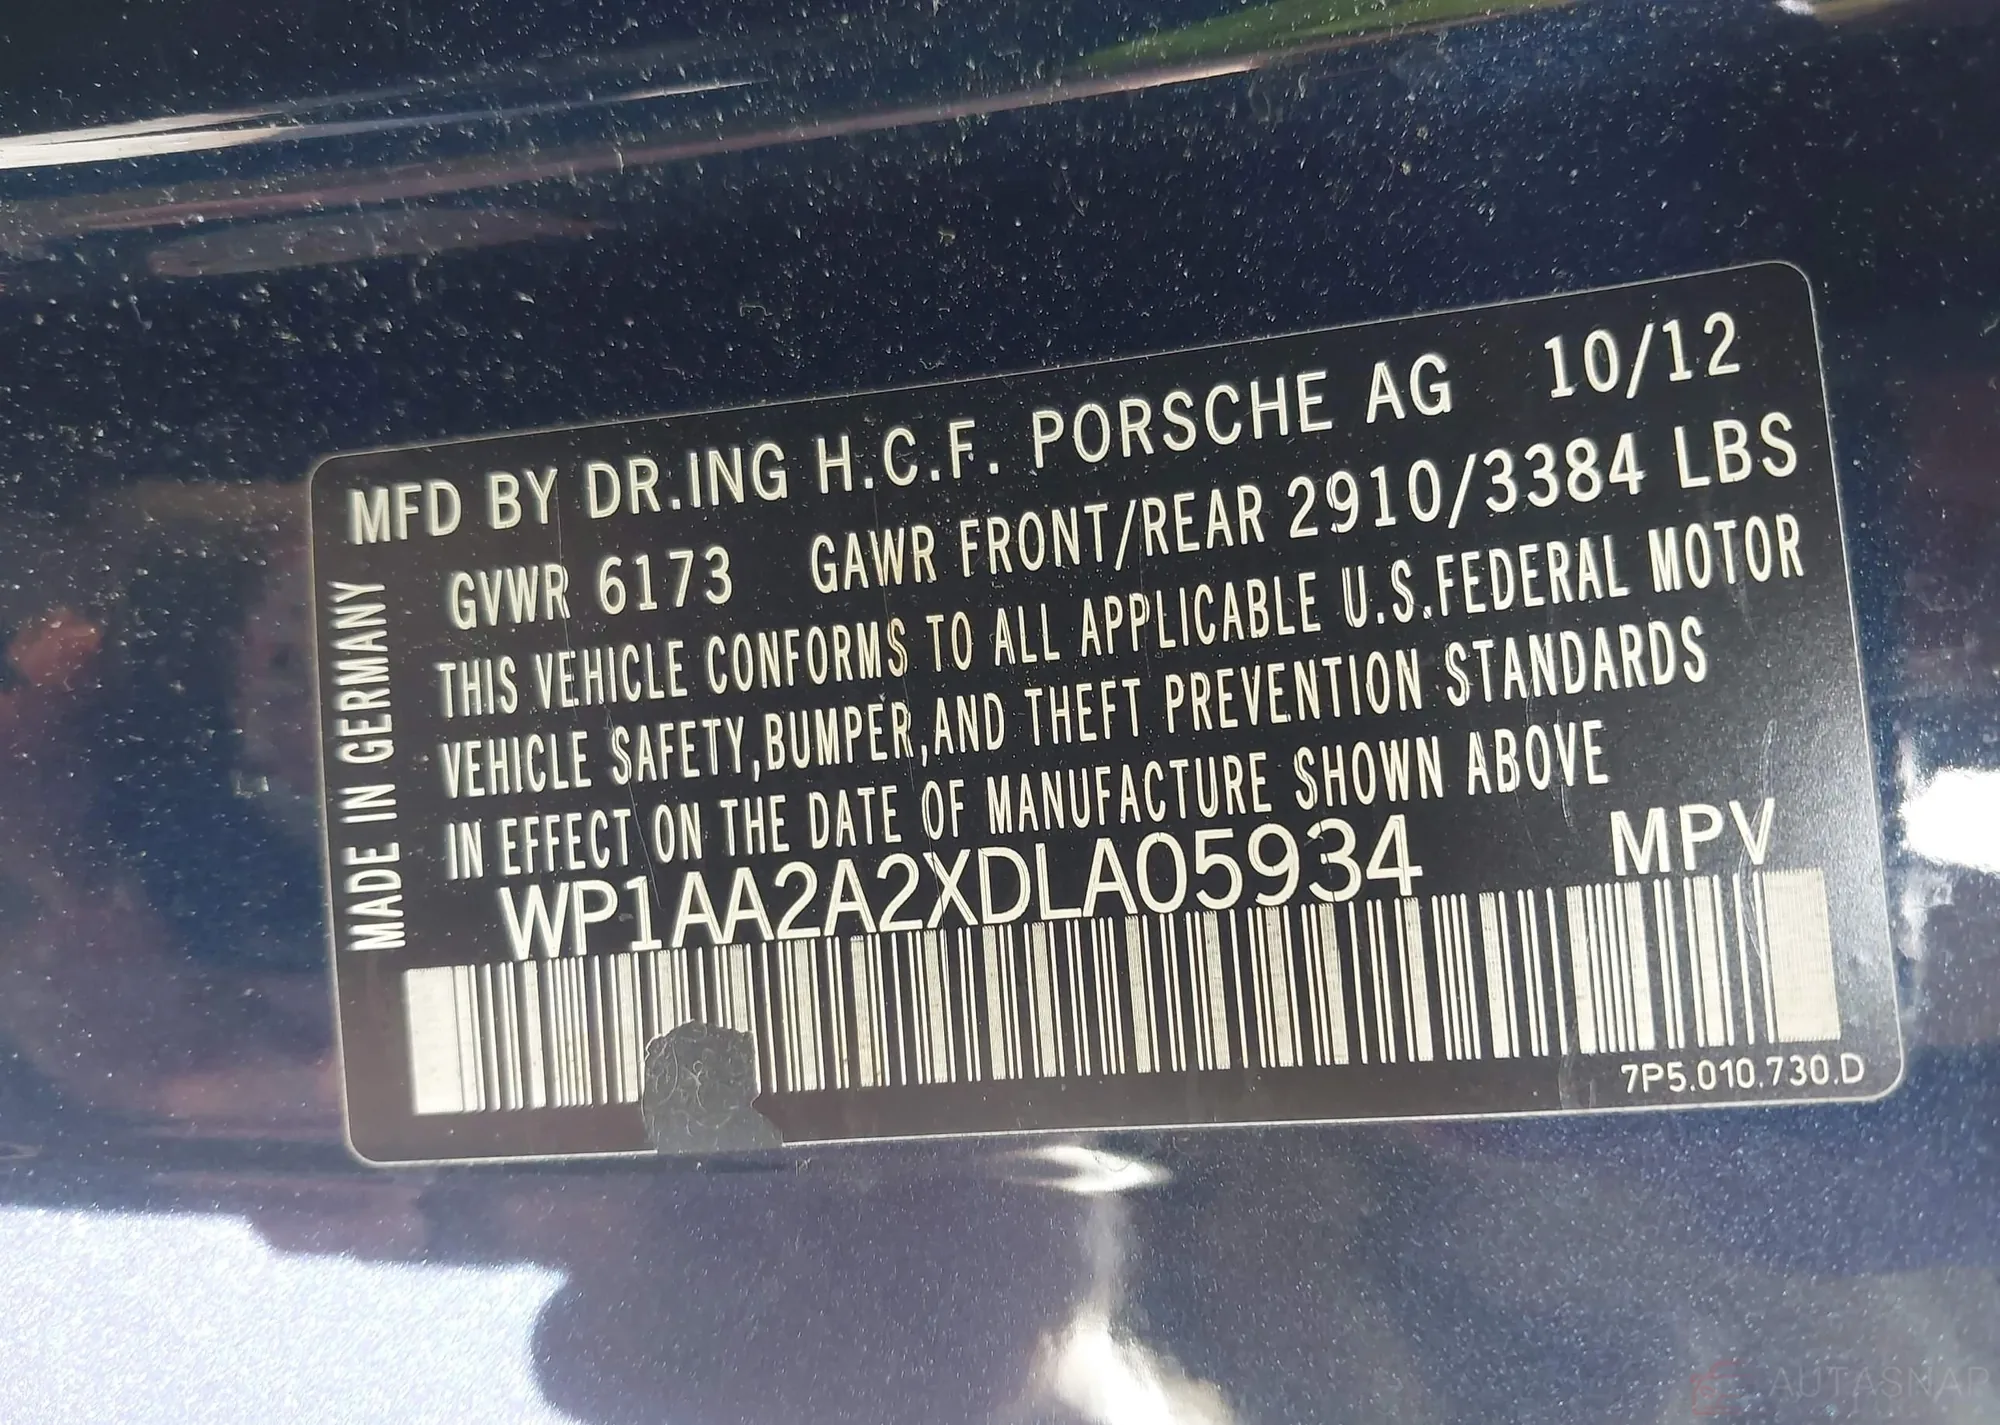 MFD BY DR.ING H.C.F. PORSCHE AG 10/12
GVWR 6173 GAWR FRONT/REAR 2910/3384 LBS
THIS VEHICLE CONFORMS TO ALL APPLICABLE U.S.FEDERAL MOTOR
VEHICLE SAFETY,BUMPER,AND THEFT PREVENTION STANDARDS
IN EFFECT ON THE DATE OF MANUFACTURE SHOWN ABOVE
WP1AA2A2XDLA05934 MPV
MADE IN GERMANY
7P5.010.730.D
AUTASNAP